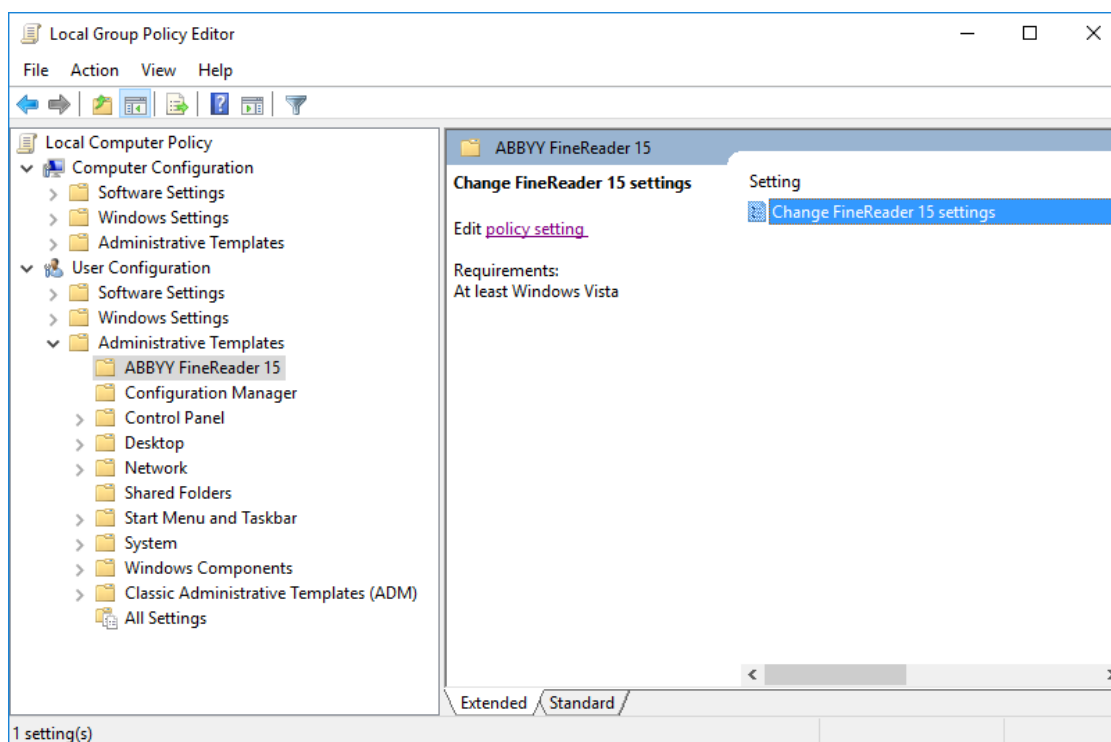 Local Group Policy Editor
File Action View Help
Local Computer Policy
Computer Configuration
Software Settings
Windows Settings
Administrative Templates
User Configuration
Software Settings
Windows Settings
Administrative Templates
ABBYY FineReader 15
Configuration Manager
Control Panel
Desktop
Network
Shared Folders
Start Menu and Taskbar
System
Windows Components
Classic Administrative Templates (ADM)
All Settings
ABBYY FineReader 15
Change FineReader 15 settings
Edit policy setting
Requirements:
At least Windows Vista
Setting
Change FineReader 15 settings
Extended Standard
1 setting(s)